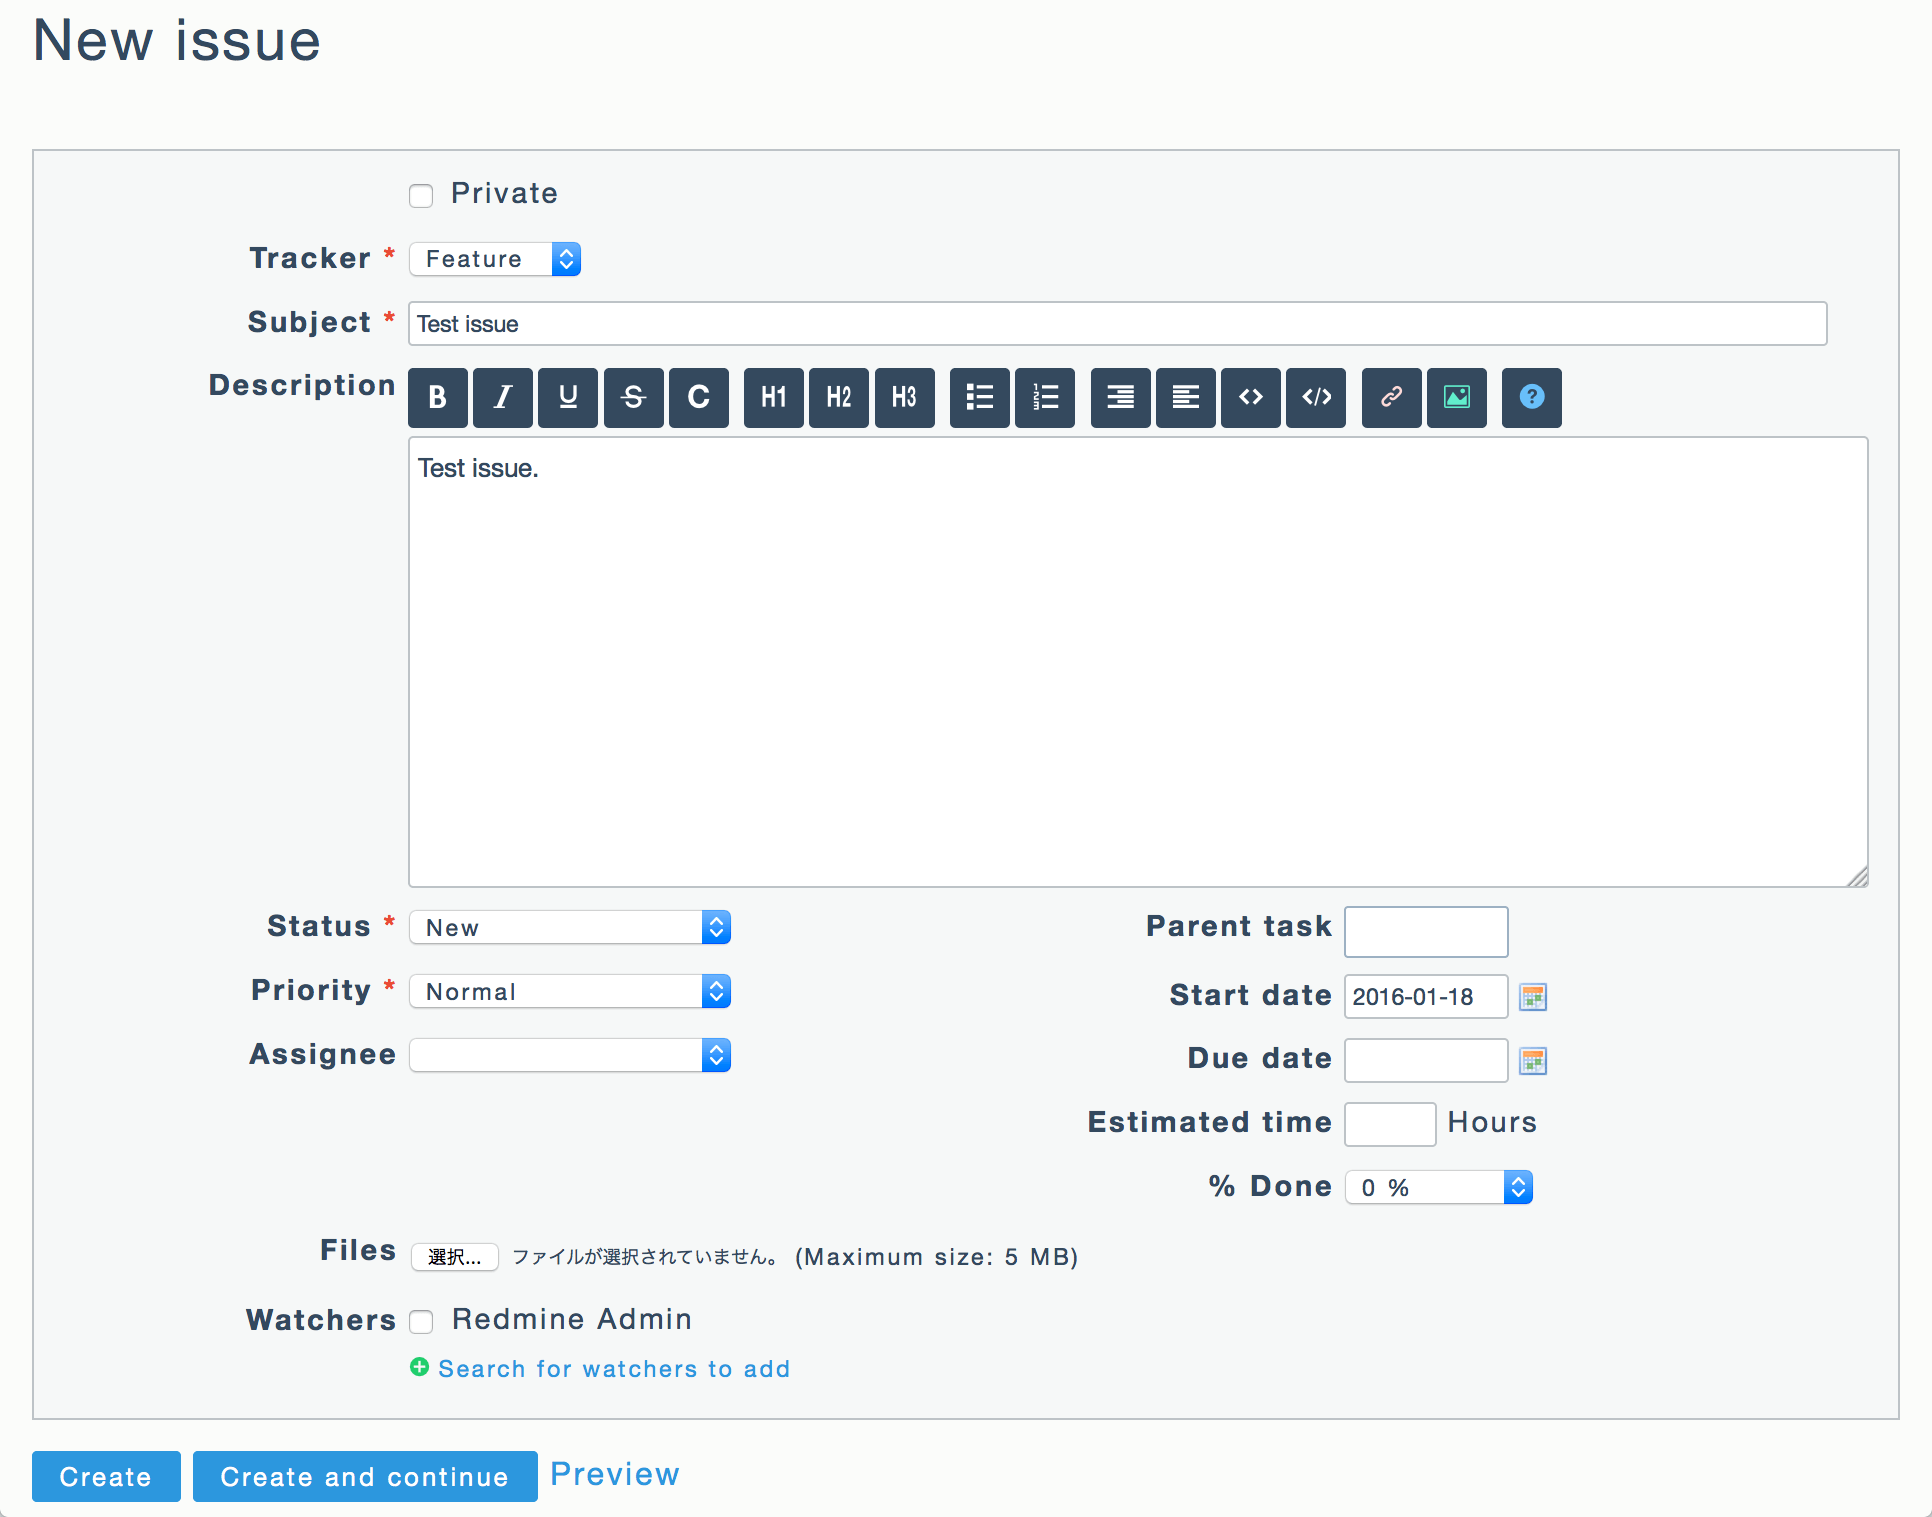 New issue
Private
Tracker *
Feature
Subject *
Test issue
Description
B I U S C H1 H2 H3 1 2 3 <> </> ?
Test issue.
Status *
New
Parent task
Priority *
Normal
Start date
2016-01-18
Assignee
Due date
Estimated time
Hours
% Done
0 %
Files
選択...
ファイルが選択されていません。 (Maximum size: 5 MB)
Watchers
Redmine Admin
Search for watchers to add
Create
Create and continue
Preview